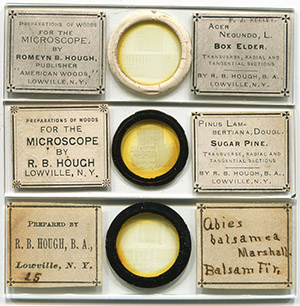 PREPARATIONS OF WOODS
FOR THE
MICROSCOPE.
BY
ROMEYN B. HOUGH,
PUBLISHER
"AMERICAN WOODS,"
LOWVILLE, N.Y.
F. J. KEELEY.
ACER
NEGUNDO, L.
BOX ELDER.
TRANSVERSE, RADIAL AND
TANGENTIAL SECTIONS
BY R. B. HOUGH, B. A.
LOWVILLE, N.Y.
PREPARATIONS OF WOODS
FOR THE
MICROSCOPE
BY
R. B. HOUGH
LOWVILLE, N.Y.
PINUS LAM-
BERTIANA, DOUGL.
SUGAR PINE.
TRANSVERSE, RADIAL AND
TANGENTIAL SECTIONS
BY R. B. HOUGH, B. A.,
LOWVILLE, N.Y.
PREPARED BY
R. B. HOUGH, B. A.,
Lowville, N. Y.
25
Abies
balsamea
Marshall.
Balsam Fir.